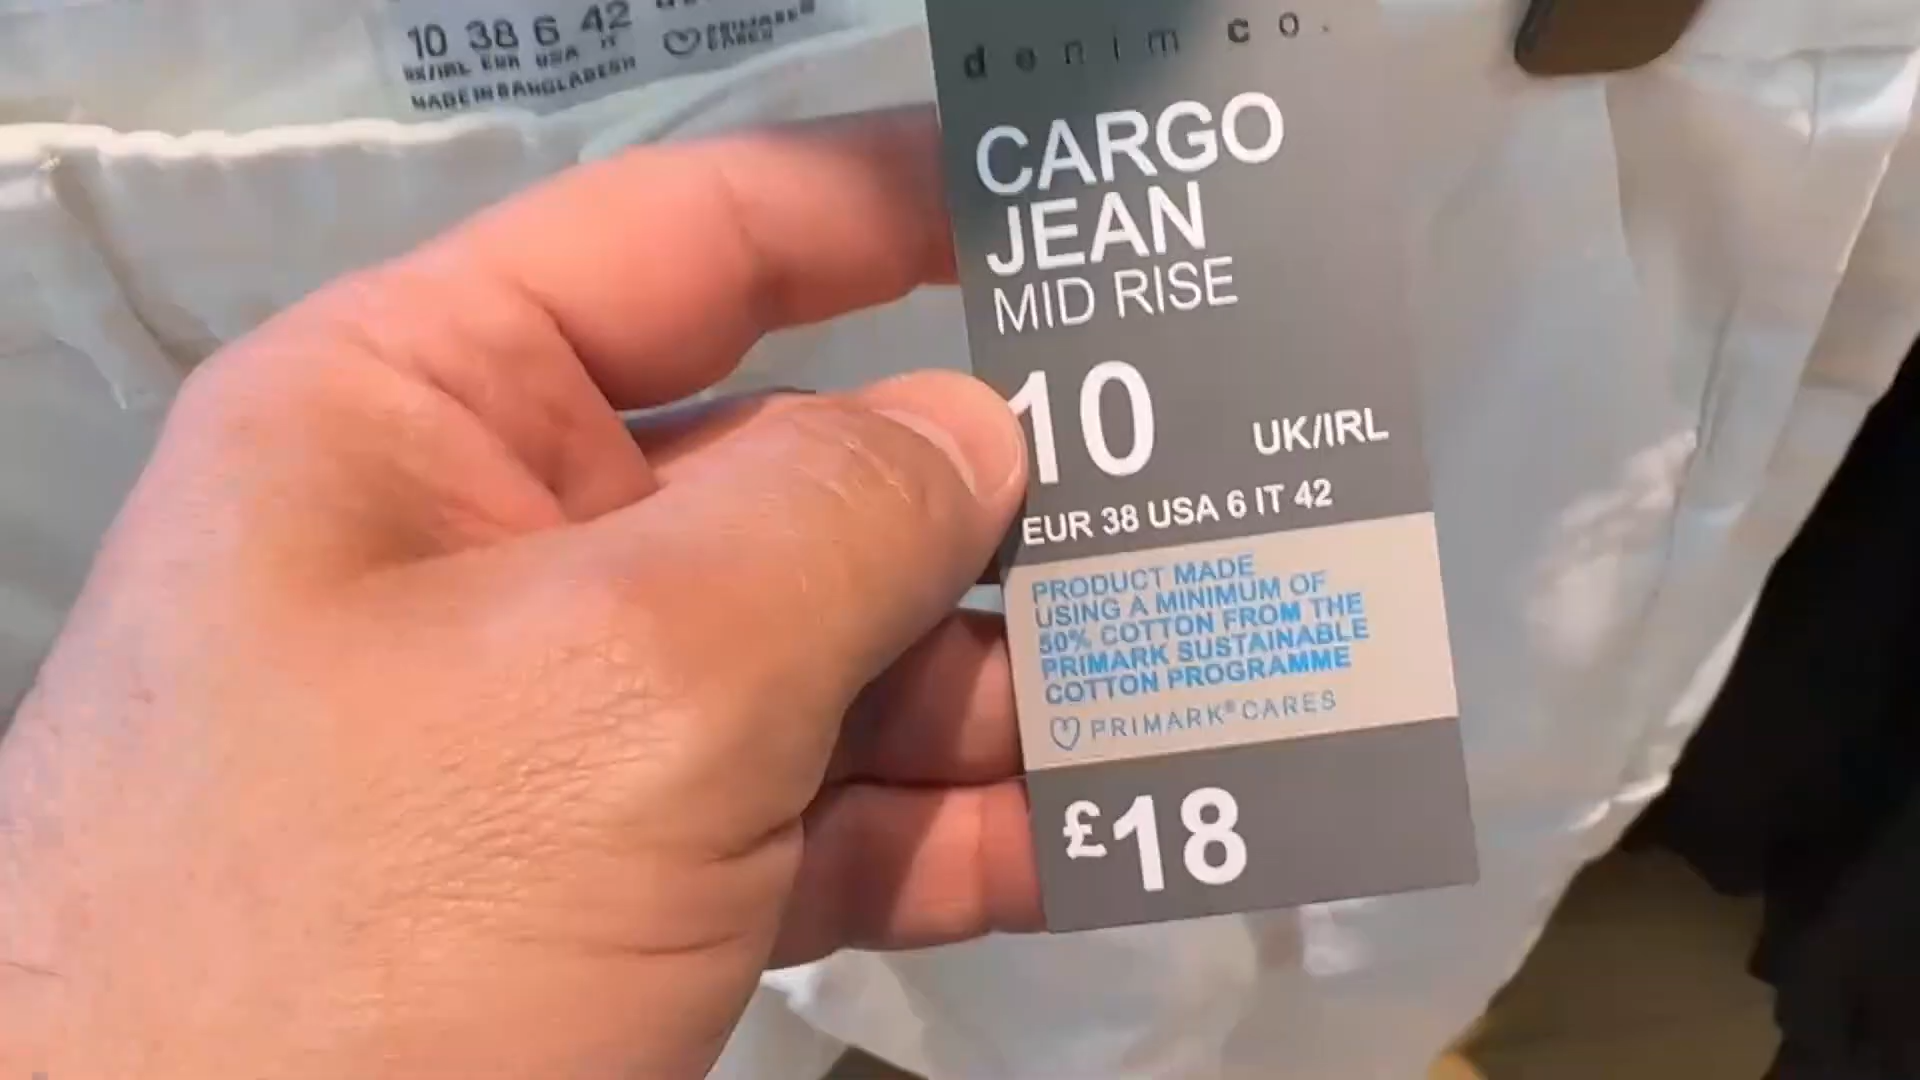 10 38 6 42
UK/IRL EUR USA IT
MADE IN BANGLADESH
PRIMARK®
CARES
denim co.
CARGO
JEAN
MID RISE
10 UK/IRL
EUR 38 USA 6 IT 42
PRODUCT MADE
USING A MINIMUM OF
50% COTTON FROM THE
PRIMARK SUSTAINABLE
COTTON PROGRAMME
PRIMARK® CARES
£18